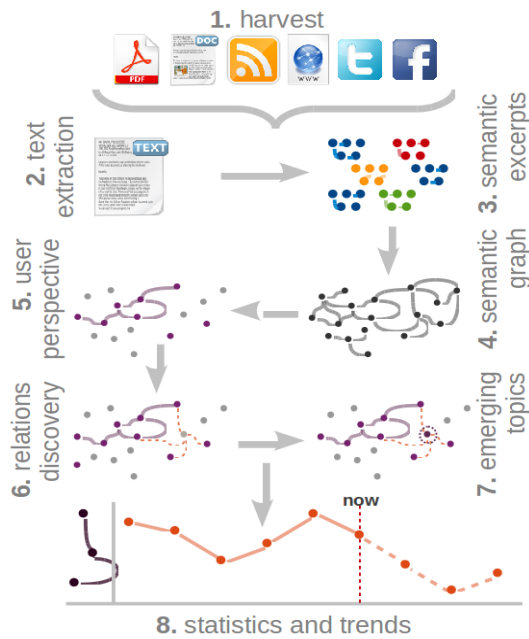 1. harvest
PDF
DOC
www
2. text
extraction
TEXT
3. semantic
excerpts
4. semantic
graph
5. user
perspective
6. relations
discovery
7. emerging
topics
now
8. statistics and trends